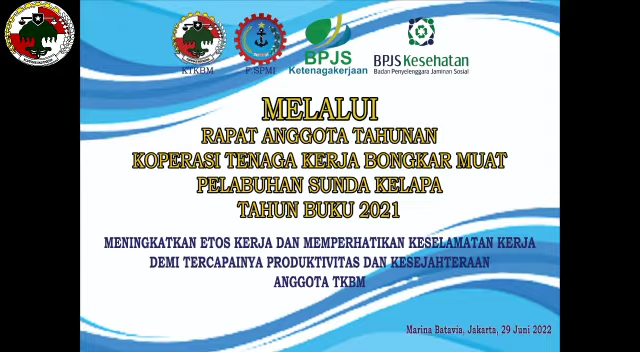 KTKBM
F.SPMI
BPJS
Ketenagakerjaan
BPJS Kesehatan
Badan Penyelenggara Jaminan Sosial
MELALUI
RAPAT ANGGOTA TAHUNAN
KOPERASI TENAGA KERJA BONGKAR MUAT
PELABUHAN SUNDA KELAPA
TAHUN BUKU 2021
MENINGKATKAN ETOS KERJA DAN MEMPERHATIKAN KESELAMATAN KERJA
DEMI TERCAPAINYA PRODUKTIVITAS DAN KESEJAHTERAAN
ANGGOTA TKBM
Marina Batavia, Jakarta, 29 Juni 2022